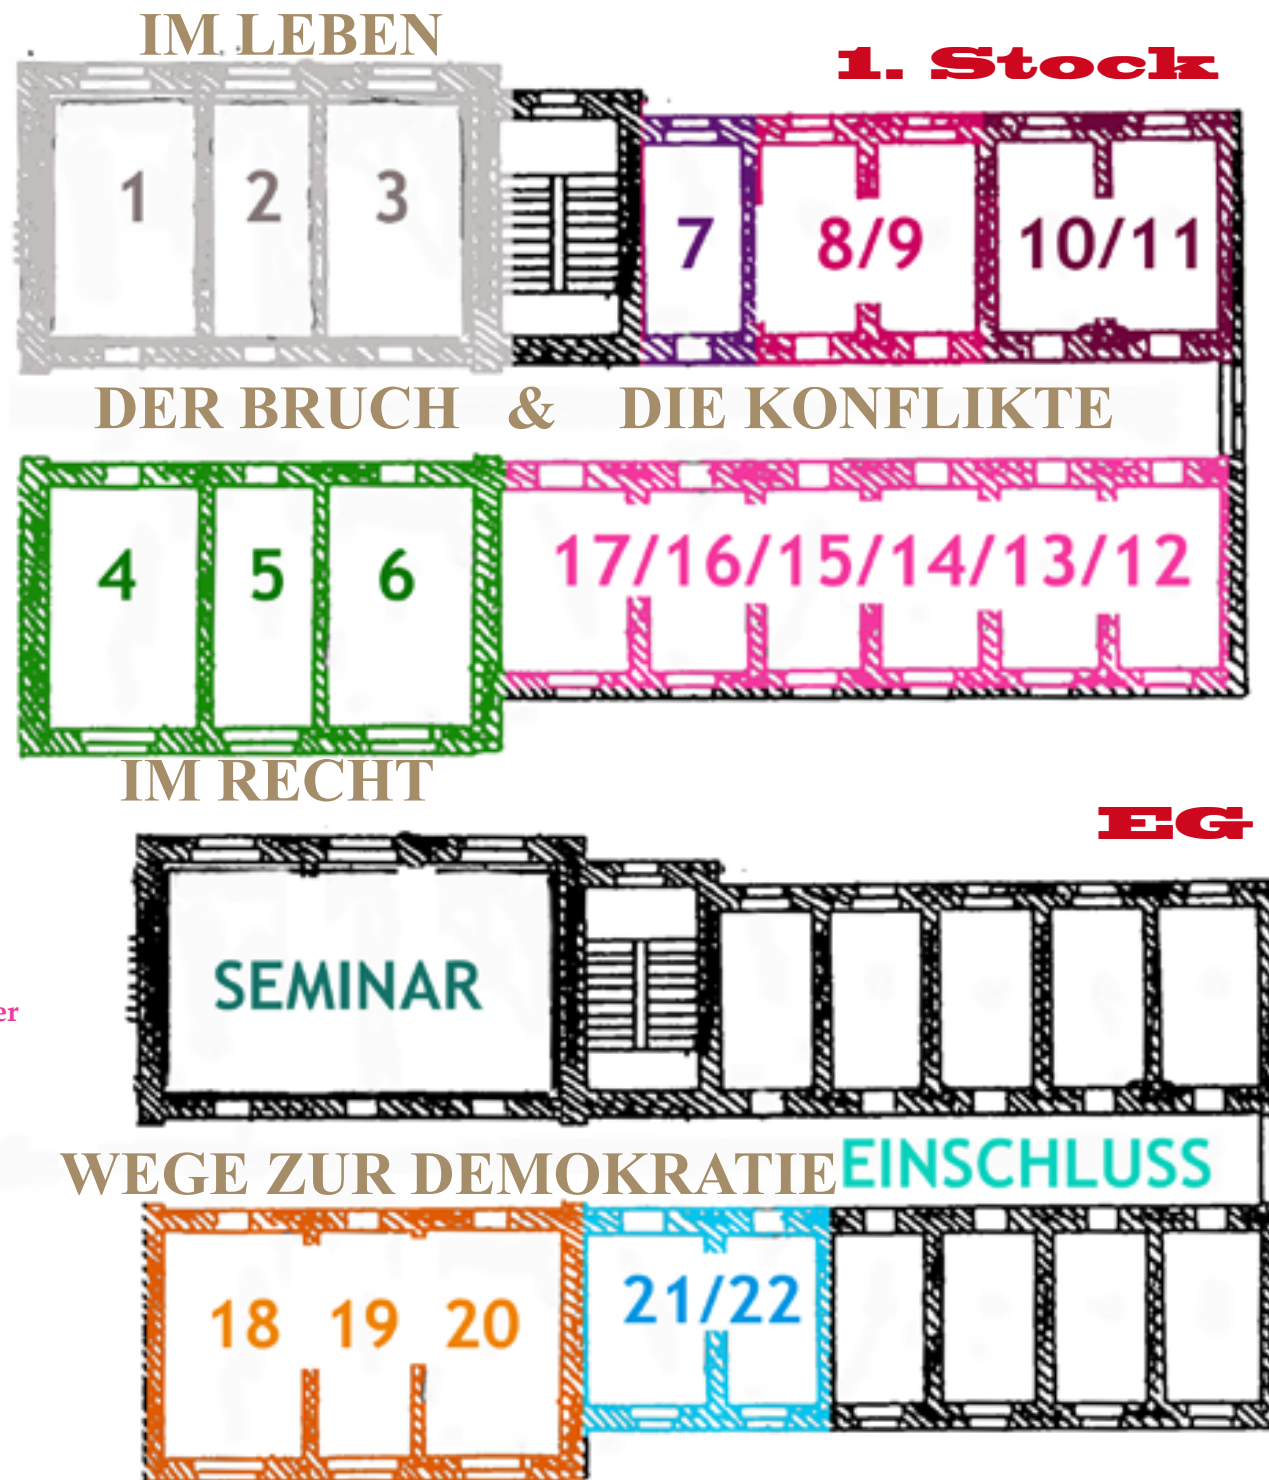 IM LEBEN
1. Stock
1 2 3
7 8/9 10/11
DER BRUCH & DIE KONFLIKTE
4 5 6
17/16/15/14/13/12
IM RECHT
EG
SEMINAR
er
WEGE ZUR DEMOKRATIE EINSCHLUSS
18 19 20
21/22